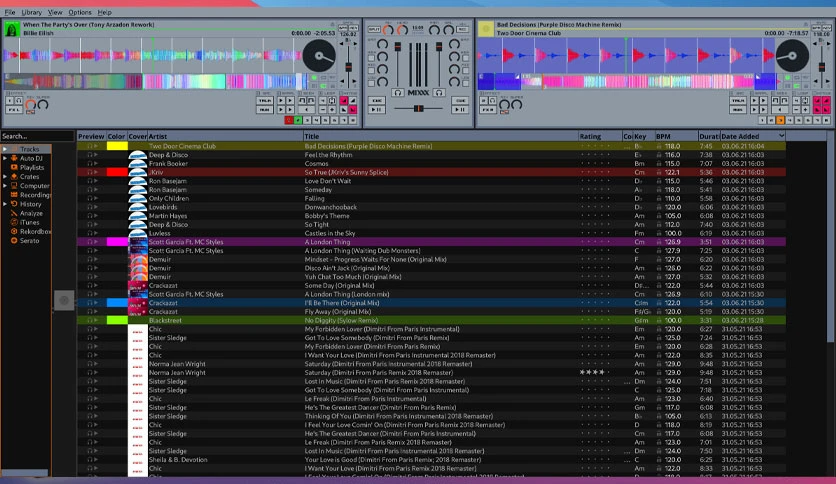 File Library View Options Help
When The Party's Over (Tony Arzadon Rework)
Billie Eilish 0:00.00 -2:05.53
126.02
SPLIT
REC
Bad Decisions (Purple Disco Machine Remix)
Two Door Cinema Club 0:00.00 -7:18.57
MIXXX
CUE
CUE
Search...
Tracks
Auto DJ
Playlists
Crates
Computer
Recordings
History
Analyze
iTunes
Rekordbox
Serato
Preview Color Cover Artist Title Rating Co Key BPM Durati Date Added
Two Door Cinema Club Bad Decisions (Purple Disco Machine Remix) 118.0 7:45 03.06.21 16:04
Deep & Disco Feel the Rhythm 116.0 7:38 03.06.21 16:03
Frank Booker Cosmos Bm 115.0 7:07 03.06.21 16:03
JKriv So True (JKriv's Sunny Splice) Cm 122.1 5:36 03.06.21 16:03
Ron Basejam Love Don't Wait 115.0 5:46 03.06.21 16:03
Ron Basejam Someday 118.0 5:41 03.06.21 16:03
Only Children Falling 110.0 5:58 03.06.21 16:03
Lovebirds Donwanchooback 120.0 6:06 03.06.21 16:03
Martin Hayes Bobby's Theme Am 105.0 6:08 03.06.21 16:03
Deep & Disco So Tight Am 112.0 7:40 03.06.21 16:03
Luvless Castles in the Sky Fm 100.0 6:19 03.06.21 16:03
Scott Garcia Ft. MC Styles A London Thing Cm 126.9 3:51 03.06.21 16:03
Scott Garcia Ft. MC Styles A London Thing (Waiting Dub Monsters) C 127.9 7:25 03.06.21 16:03
Demuir Mindset – Progress Waits For None (Original Mix) F 127.0 6:20 03.06.21 16:03
Demuir Disco Ain't Jack (Original Mix) Am 126.0 6:22 03.06.21 16:03
Demuir Yuh Chat Too Much (Original Mix) Am 127.0 5:32 03.06.21 16:03
Crackazat Some Day (Original Mix) 122.0 5:44 03.06.21 16:03
Scott Garcia Ft. MC Styles A London Thing (London mix) Cm 126.9 6:10 03.06.21 15:30
Crackazat I'll Be There (Original Mix) 122.0 5:54 03.06.21 15:30
Crackazat Fly Away (Original Mix) 120.0 5:19 03.06.21 15:30
Blackstreet No Diggity (Sylow Remix) G#m 100.0 3:31 03.06.21 15:28
Chic My Forbidden Lover (Dimitri From Paris Instrumental) Em 120.0 6:27 31.05.21 16:53
Sister Sledge Got To Love Somebody (Dimitri From Paris Instrumental) Am 124.0 7:25 31.05.21 16:53
Chic My Forbidden Lover (Dimitri From Paris Remix) Em 120.0 6:28 31.05.21 16:53
Chic I Want Your Love (Dimitri From Paris Instrumental 2018 Remaster) Am 122.0 8:35 31.05.21 16:53
Norma Jean Wright Saturday (Dimitri From Paris Instrumental 2018 Remaster) Am 129.0 9:48 31.05.21 16:53
Norma Jean Wright Saturday (Dimitri From Paris Remix 2018 Remaster) Am 129.0 9:48 31.05.21 16:53
Sister Sledge Lost In Music (Dimitri From Paris Remix 2018 Remaster) Dm 124.0 7:51 31.05.21 16:53
Sister Sledge Got To Love Somebody (Dimitri From Paris Remix) C 125.0 7:18 31.05.21 16:53
Chic Le Freak (Dimitri From Paris Instrumental) Am 123.0 6:40 31.05.21 16:53
Sister Sledge He's The Greatest Dancer (Dimitri From Paris Remix) Gm 117.0 6:08 31.05.21 16:53
Sister Sledge Thinking Of You (Dimitri From Paris Remix) 105.0 6:13 31.05.21 16:53
Chic I Feel Your Love Comin' On (Dimitri From Paris Remix) D 118.0 8:19 31.05.21 16:53
Sister Sledge He's The Greatest Dancer (Dimitri From Paris Instrumental) Cm 117.0 6:08 31.05.21 16:53
Chic Le Freak (Dimitri From Paris Remix) Am 123.0 7:01 31.05.21 16:53
Sister Sledge Lost In Music (Dimitri From Paris Instrumental 2018 Remaster) Dm 124.0 7:50 31.05.21 16:53
Sheila & B. Devotion Your Love is Good (Dimitri From Paris Remix) C 120.0 6:25 31.05.21 16:53
Chic I Want Your Love (Dimitri From Paris Remix; 2018 Remaster) Am 122.0 8:33 31.05.21 16:53